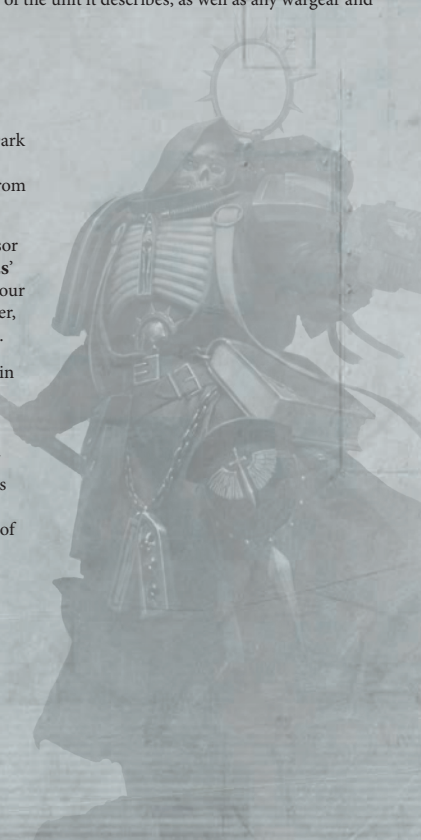 of the unit it describes, as well as any wargear and
ark
rom
sor
s'
our
er,
.
in
s
of